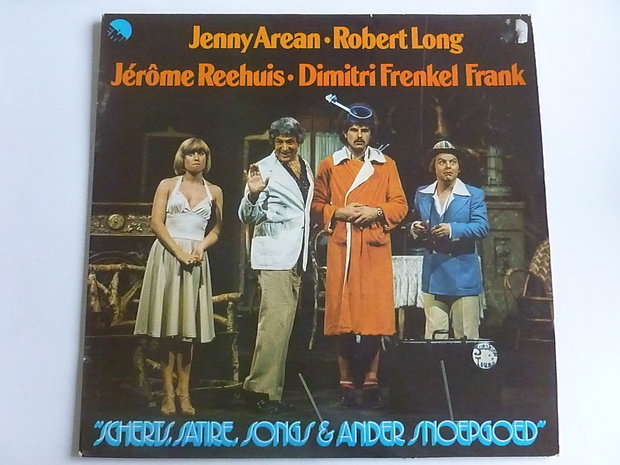 Jenny Arean • Robert Long
Jérôme Reehuis • Dimitri Frenkel Frank
"SCHERTS, SATIRE, SONGS & ANDER SNOEPGOED"